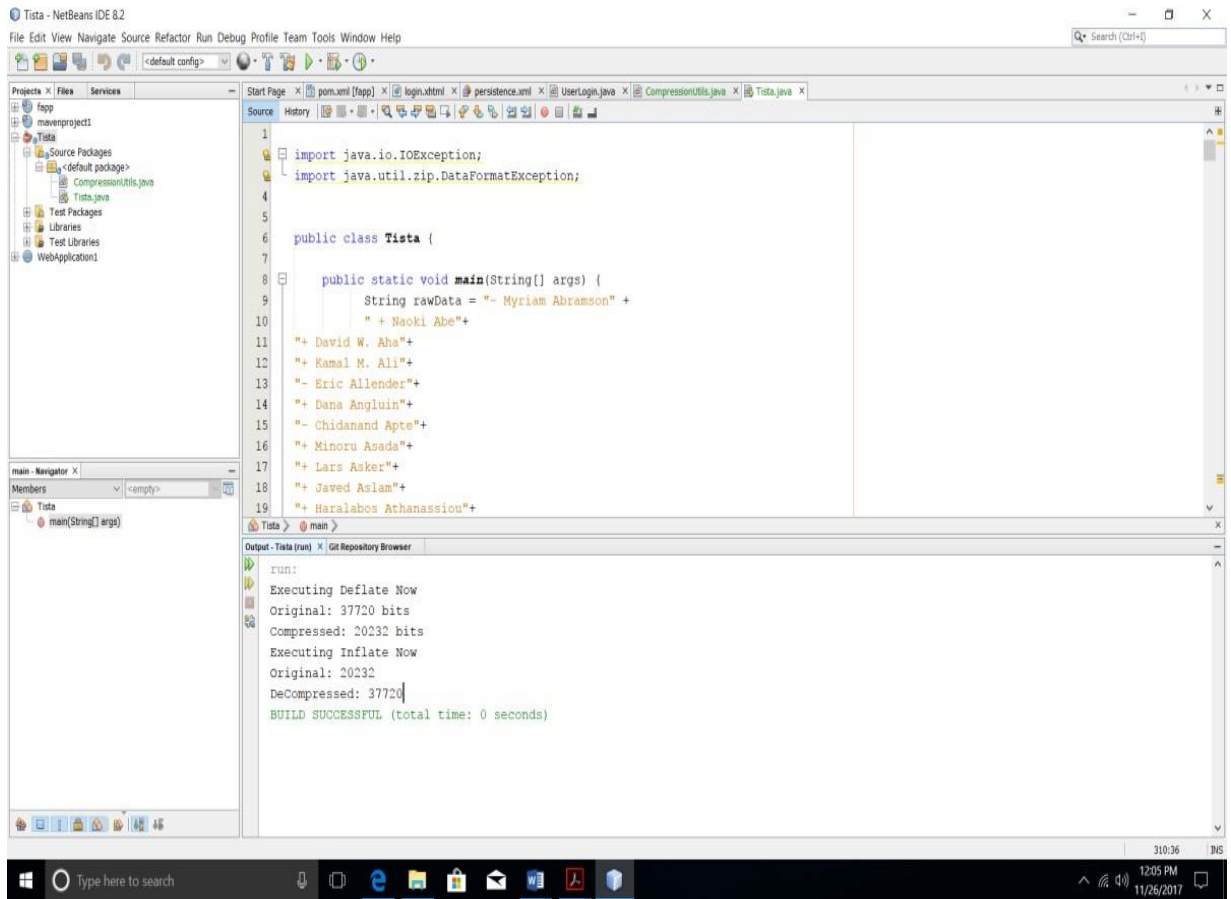 Tista - NetBeans IDE 8.2
File Edit View Navigate Source Refactor Run Debug Profile Team Tools Window Help
Search (Ctrl+I)
<default config>
Projects Files Services
fapp
mavenproject1
Tista
Source Packages
<default package>
CompressionUtils.java
Tista.java
Test Packages
Libraries
Test Libraries
WebApplication1
main - Navigator
Members <empty>
Tista
main(String[] args)
Start Page pom.xml [fapp] login.xhtml persistence.xml UserLogin.java CompressionUtils.java Tista.java
Source History
1
import java.io.IOException;
import java.util.zip.DataFormatException;
4
5
6 public class Tista {
7
8 public static void main(String[] args) {
9 String rawData = "- Myriam Abramson" +
10 " + Naoki Abe"+
11 "+ David W. Aha"+
12 "+ Kamal M. Ali"+
13 "- Eric Allender"+
14 "+ Dana Angluin"+
15 "- Chidanand Apte"+
16 "+ Minoru Asada"+
17 "+ Lars Asker"+
18 "+ Javed Aslam"+
19 "+ Haralabos Athanassiou"+
Tista main
Output - Tista (run) Git Repository Browser
run:
Executing Deflate Now
Original: 37720 bits
Compressed: 20232 bits
Executing Inflate Now
Original: 20232
DeCompressed: 37720
BUILD SUCCESSFUL (total time: 0 seconds)
310:36 INS
Type here to search
12:05 PM
11/26/2017